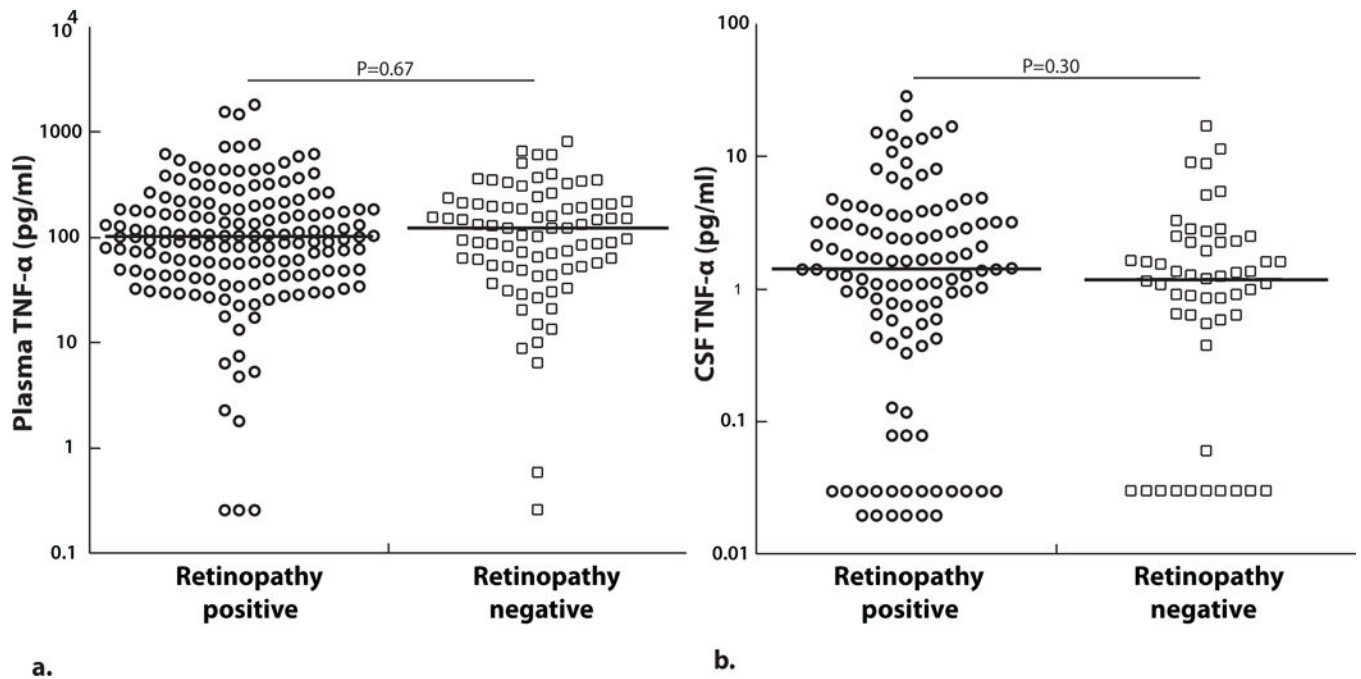 10 4
P=0.67
1000
100
10
1
0.1
Plasma TNF-α (pg/ml)
Retinopathy
positive
Retinopathy
negative
a.
100
P=0.30
10
1
0.1
0.01
CSF TNF-α (pg/ml)
Retinopathy
positive
Retinopathy
negative
b.